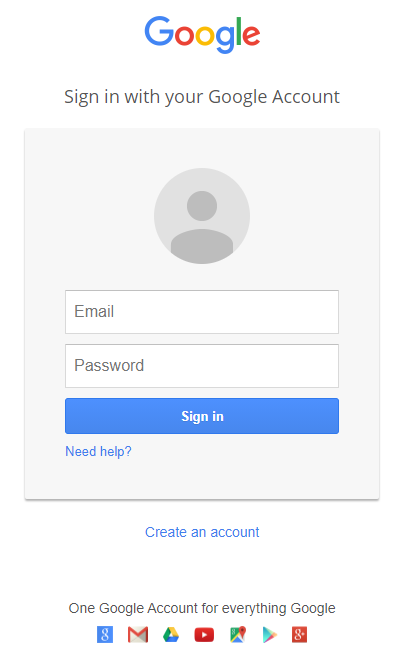 Google
Sign in with your Google Account
Email
Password
Sign in
Need help?
Create an account
One Google Account for everything Google